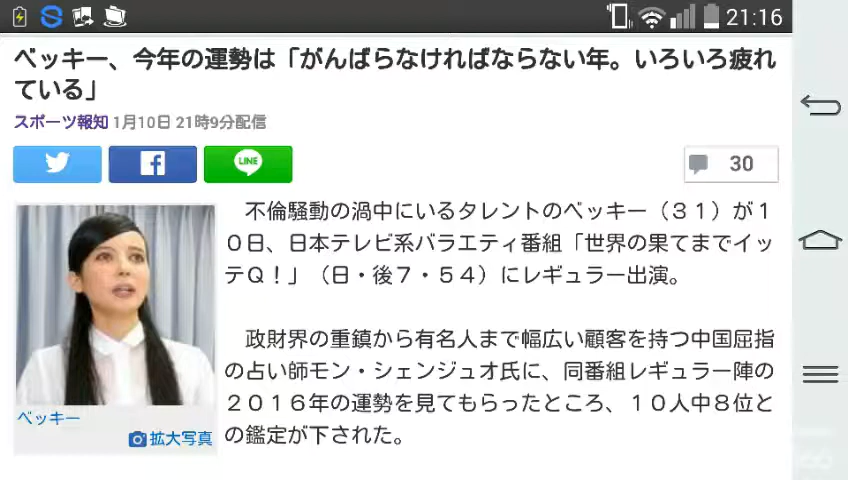 21:16
ベッキー、今年の運勢は「がんばらなければならない年。いろいろ疲れ
ている」
スポーツ報知 1月10日 21時9分配信
LINE
30
不倫騒動の渦中にいるタレントのベッキー（３１）が１
０日、日本テレビ系バラエティ番組「世界の果てまでイッ
テＱ！」（日・後７・５４）にレギュラー出演。
政財界の重鎮から有名人まで幅広い顧客を持つ中国屈指
の占い師モン・シェンジュオ氏に、同番組レギュラー陣の
２０１６年の運勢を見てもらったところ、１０人中８位と
の鑑定が下された。
ベッキー
拡大写真